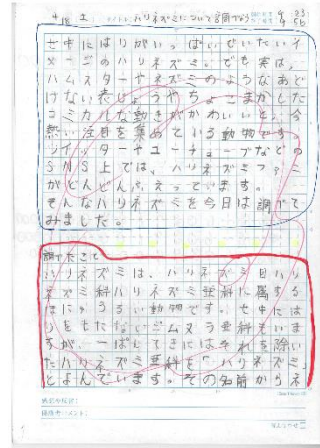 4/18 土 ハリネズミについて調べよう
せ中にはりがいっぱいせいたいイ
メージのハリネズミ。でも実は、
ハムスターやネズミのようなあど
けない表じょうやちょこまかした
コミカルな動きがかわいいと、今
熱い注目を集めている動物です。
ツイッターやユーチューブなどの
SNS上では、ハリネズミファン
がどんどんふえっています。
そんなハリネズミを今日は調べて
みました。
調べたこと
ハリネズミは、ハリネズミ目ハリ
ネズミ科ハリネズミ亜科に属する
ほにゅうるい動物です。せ中には
りをもたないジムヌラ亜科もいま
すが、一ぱんてきにはそれを除い
たハリネズミ亜科を「ハリネズミ」
とよんでいます。その名前からネ